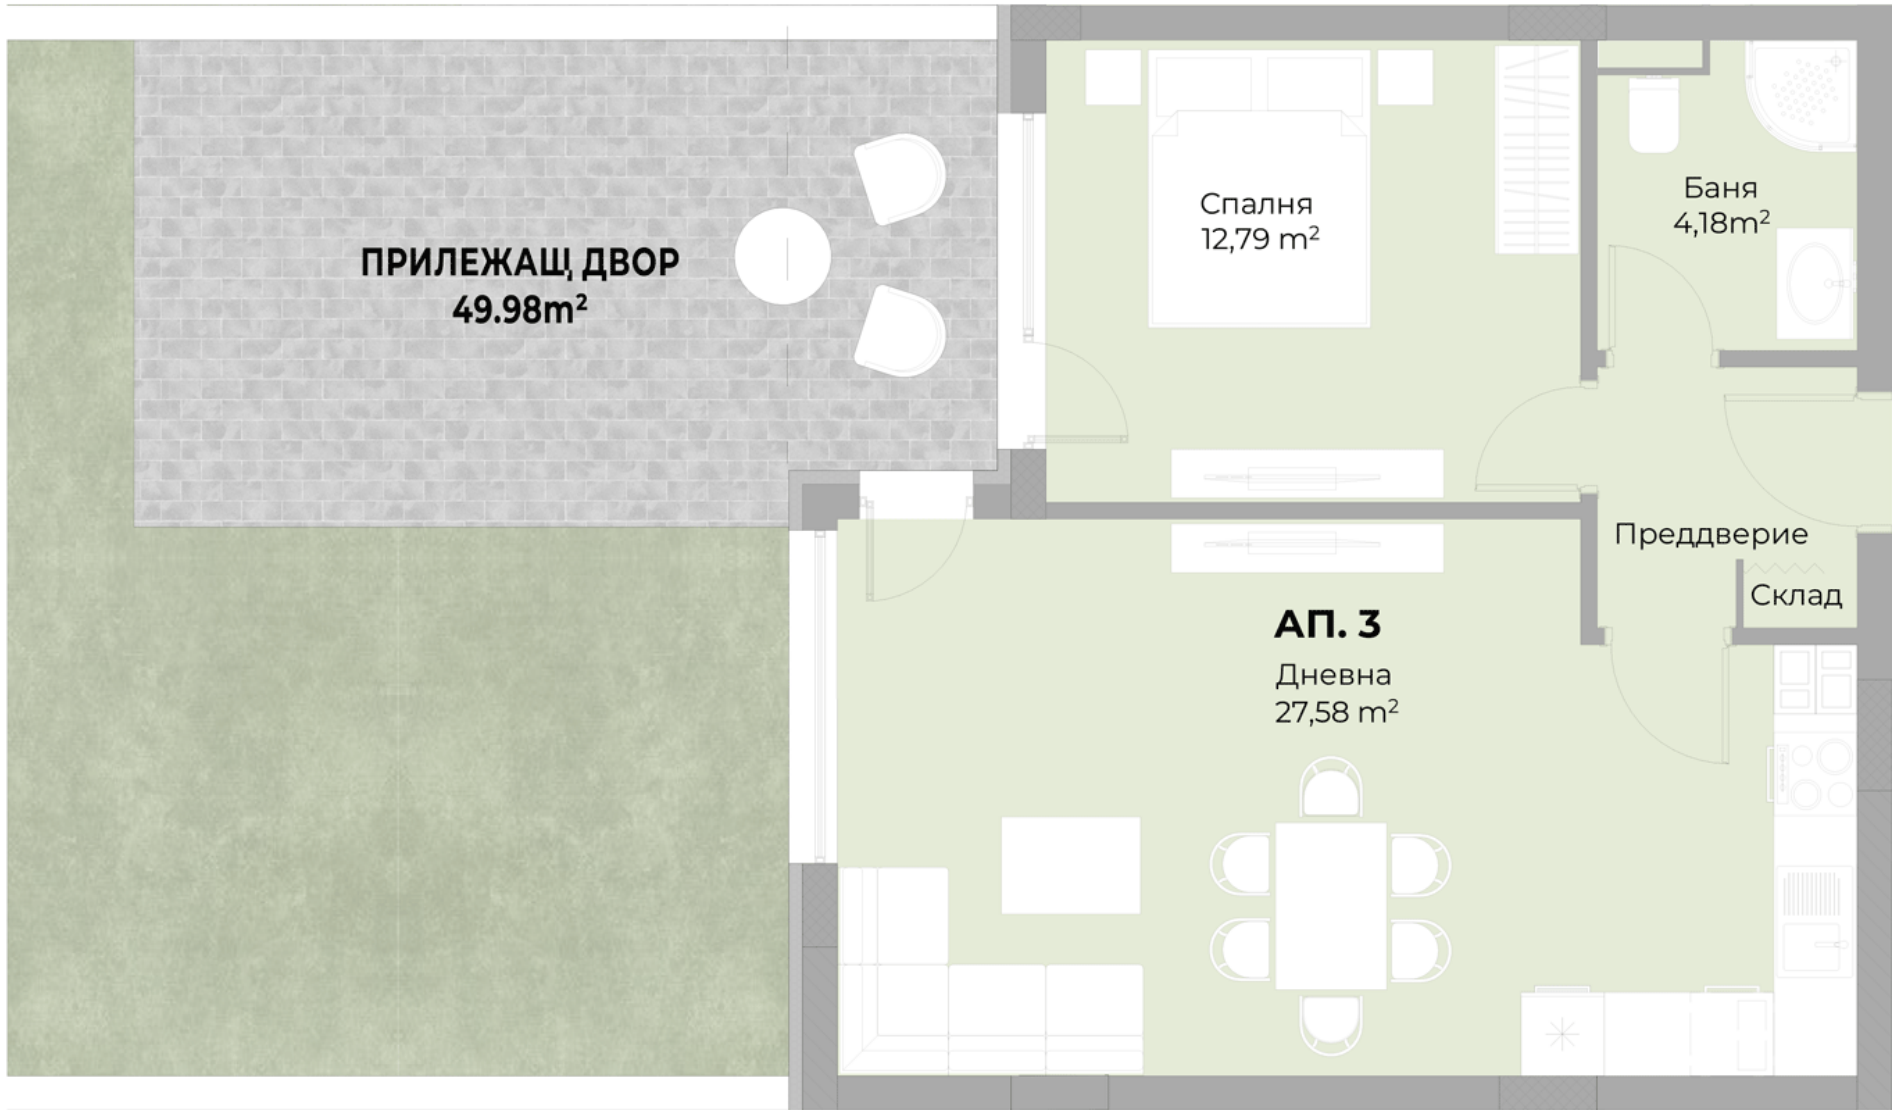 Спалня
12,79 m²
Баня
4,18m²
ПРИЛЕЖАЩ ДВОР
49.98m²
Преддверие
Склад
АП. 3
Дневна
27,58 m²